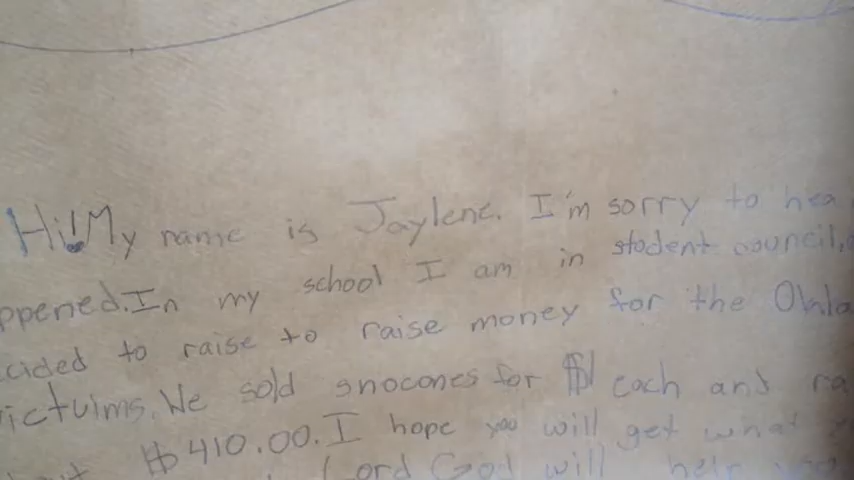 Hi! My name is Jaylene. I'm sorry to hea
ppened. In my school I am in student council,
cided to raise to raise money for the Okla
ictuims. We sold snocones for $1 each and ra
$410.00. I hope you will get what
Lord God will help you